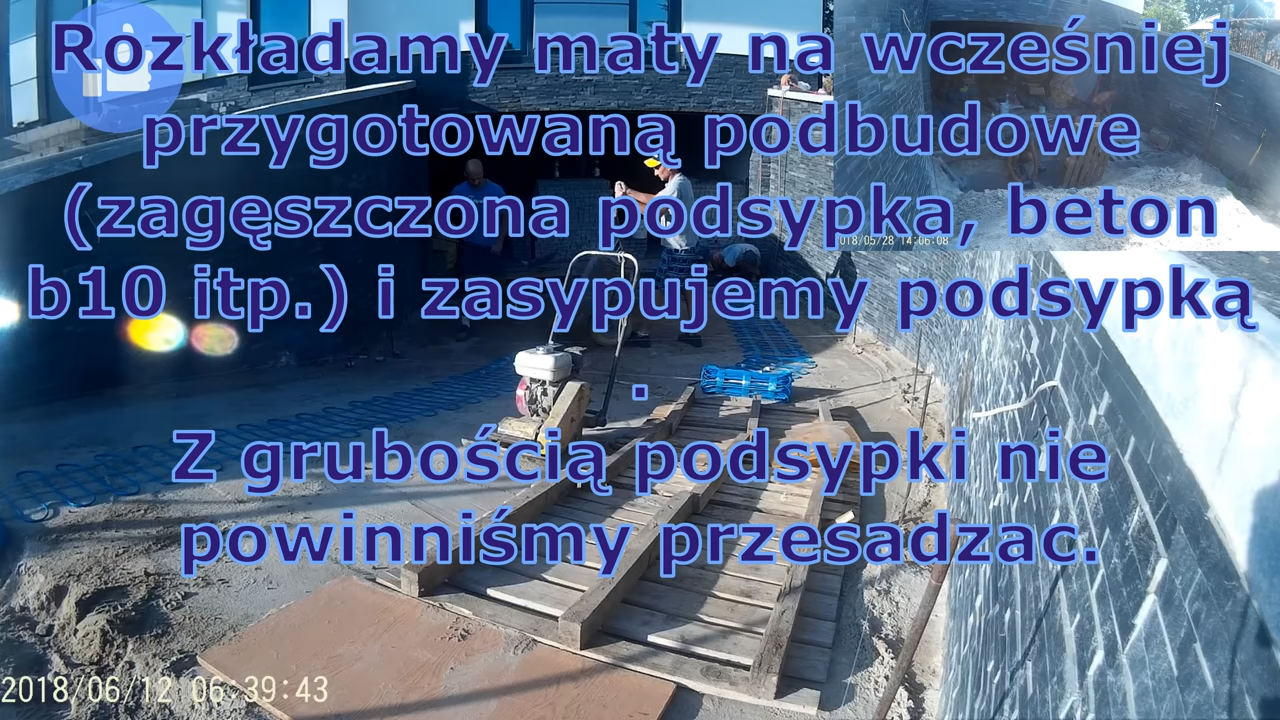 Rozkładamy maty na wcześniej
przygotowaną podbudowe
(zagęszczona podsypka, beton
b10 itp.) i zasypujemy podsypką
.
Z grubością podsypki nie
powinniśmy przesadzac.
2018/05/28 14:06:08
2018/06/12 06:39:43